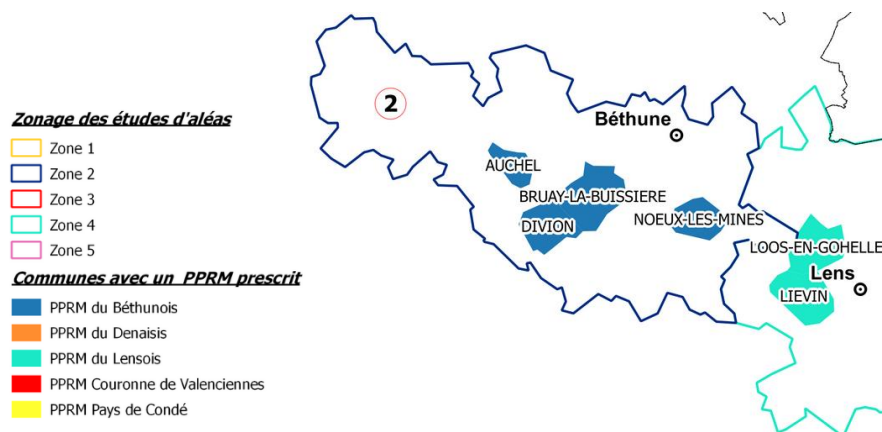 Zonage des études d'aléas
Zone 1
Zone 2
Zone 3
Zone 4
Zone 5
Communes avec un PPRM prescrit
PPRM du Béthunois
PPRM du Denaisis
PPRM du Lensois
PPRM Couronne de Valenciennes
PPRM Pays de Condé
2
Béthune
AUCHEL
BRUAY-LA-BUISSIERE
DIVION
NOEUX-LES-MINES
LOOS-EN-GOHELLE
Lens
LIEVIN